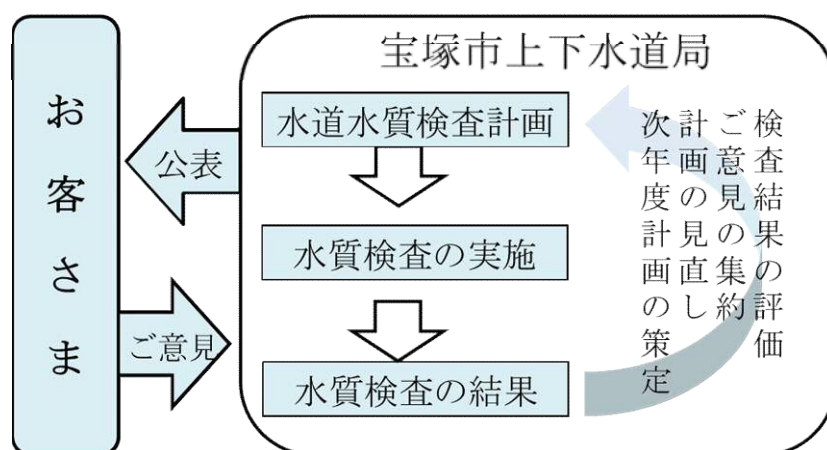 お客さま
公表
ご意見
宝塚市上下水道局
水道水質検査計画
水質検査の実施
水質検査の結果
検査結果の評価
ご意見の集約
計画の見直し
次年度計画の策定